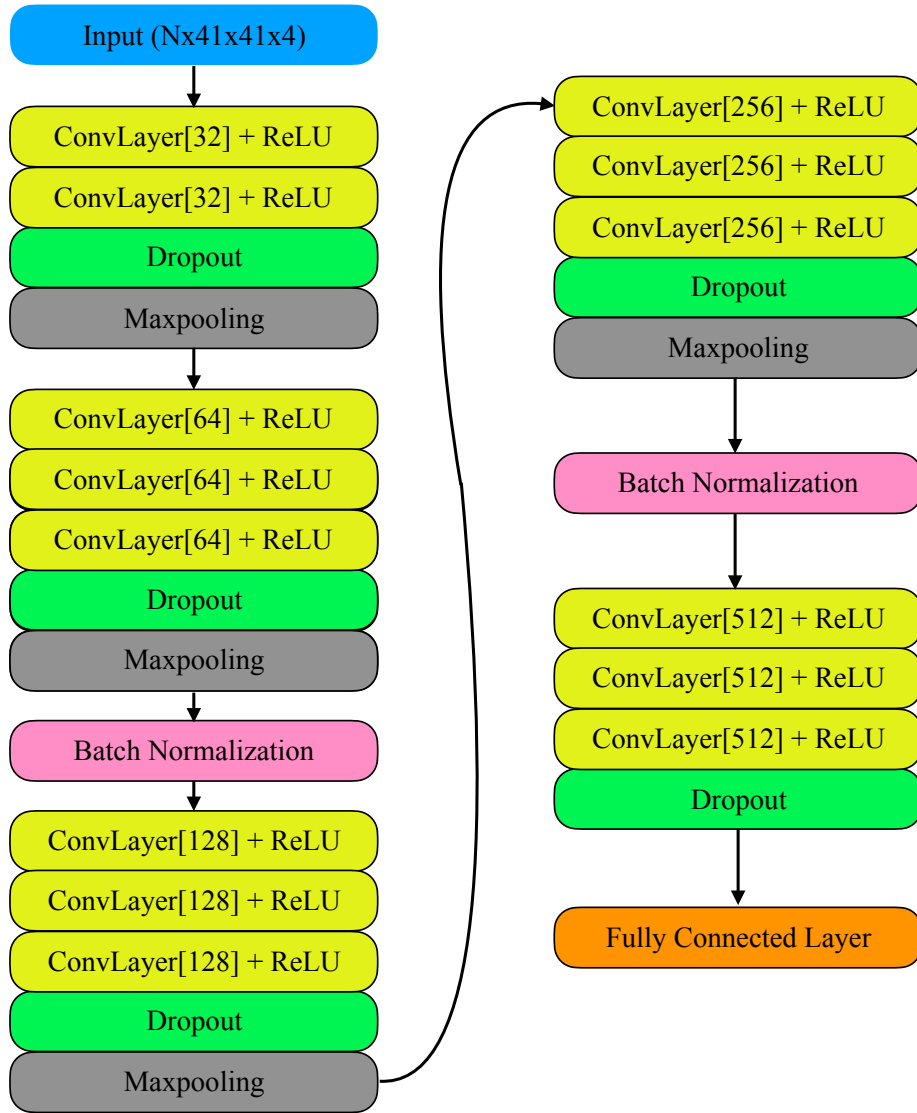 Input (Nx41x41x4)
ConvLayer[32] + ReLU
ConvLayer[32] + ReLU
Dropout
Maxpooling
ConvLayer[64] + ReLU
ConvLayer[64] + ReLU
ConvLayer[64] + ReLU
Dropout
Maxpooling
Batch Normalization
ConvLayer[128] + ReLU
ConvLayer[128] + ReLU
ConvLayer[128] + ReLU
Dropout
Maxpooling
ConvLayer[256] + ReLU
ConvLayer[256] + ReLU
ConvLayer[256] + ReLU
Dropout
Maxpooling
Batch Normalization
ConvLayer[512] + ReLU
ConvLayer[512] + ReLU
ConvLayer[512] + ReLU
Dropout
Fully Connected Layer